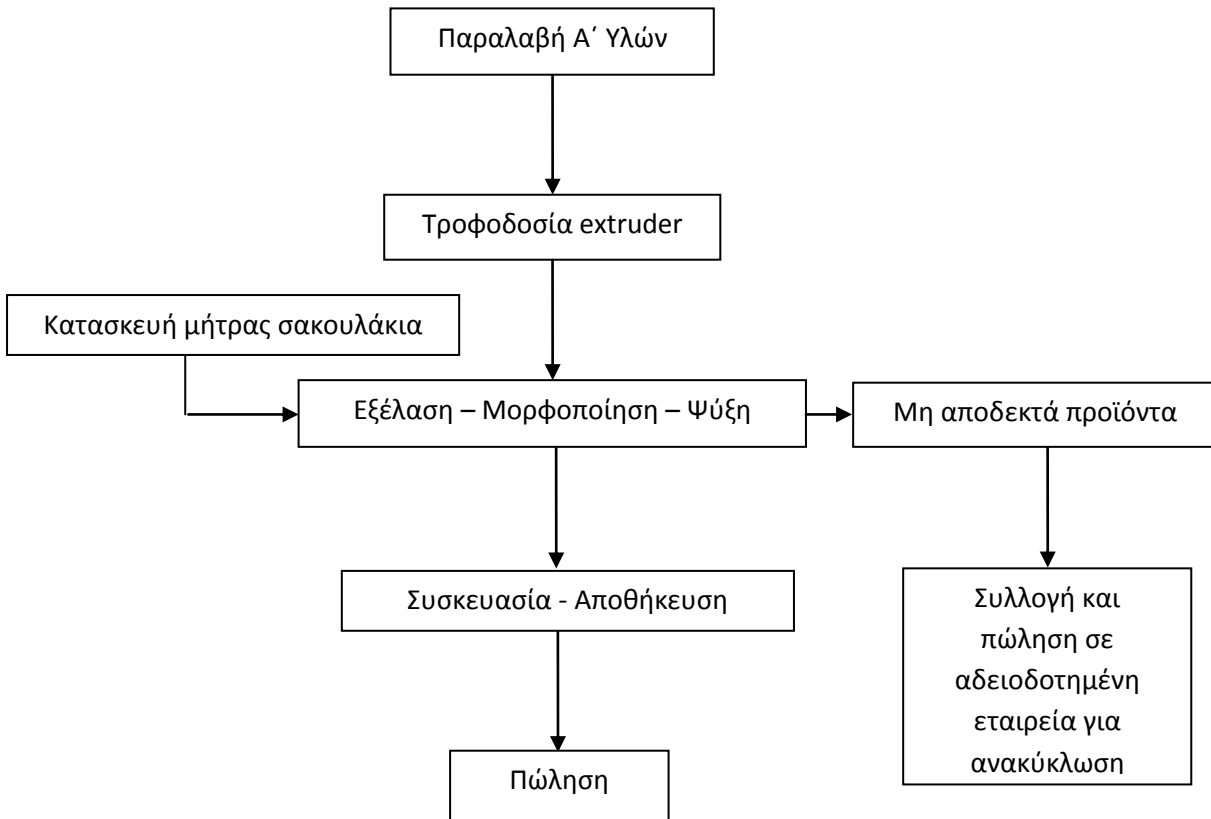 Παραλαβή Α΄ Υλών
Τροφοδοσία extruder
Κατασκευή μήτρας σακουλάκια
Εξέλαση – Μορφοποίηση – Ψύξη
Μη αποδεκτά προϊόντα
Συσκευασία - Αποθήκευση
Συλλογή και
πώληση σε
αδειοδοτημένη
εταιρεία για
ανακύκλωση
Πώληση